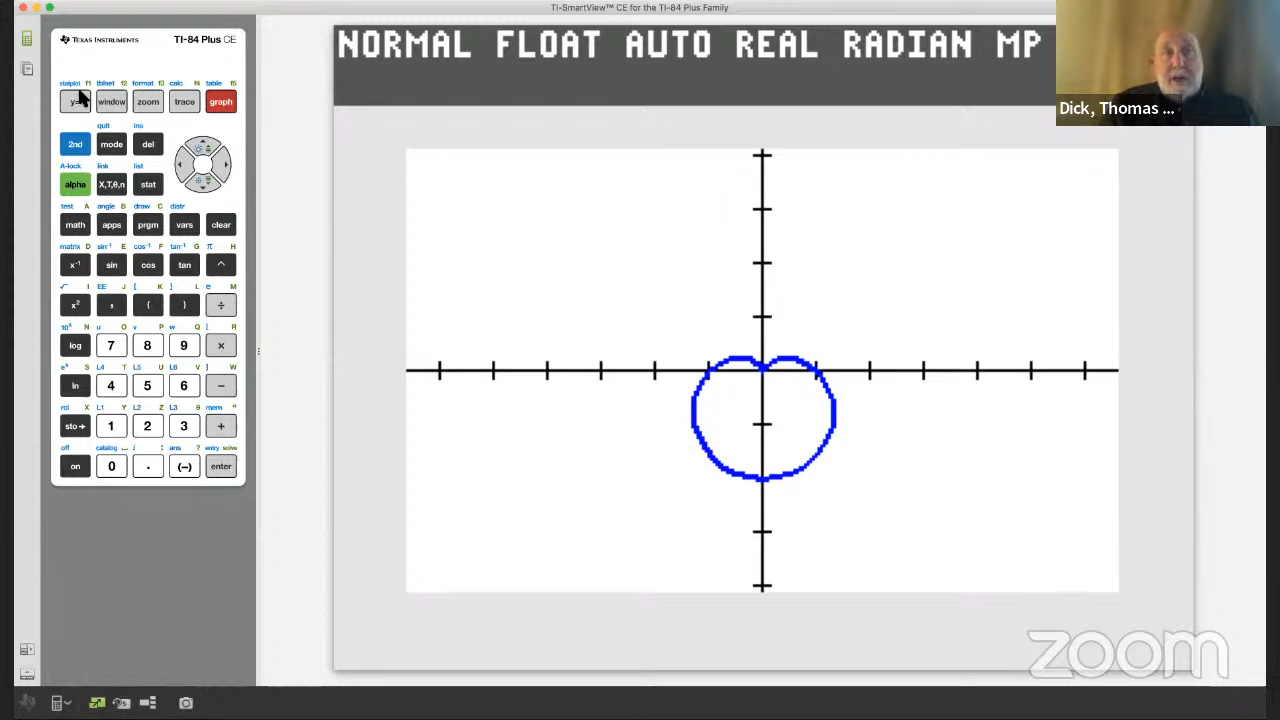 TI-SmartView™ CE for the TI-84 Plus Family
NORMAL FLOAT AUTO REAL RADIAN MP
Dick, Thomas ...
TEXAS INSTRUMENTS TI-84 Plus CE
statplot f1 tblset f2 format f3 calc f4 table f5
y= window zoom trace graph
quit ins
2nd mode del
A-lock link list
alpha X,T,θ,n stat
test A angle B draw C distr
math apps prgm vars clear
matrix D sin⁻¹ E cos⁻¹ F tan⁻¹ G π H
x⁻¹ sin cos tan ^
√ I EE J { K } L e M
x² , ( ) ÷
10ˣ N u O v P w Q [ R
log 7 8 9 ×
eˣ S L4 T L5 U L6 V ] W
ln 4 5 6 −
rcl X L1 Y L2 Z L3 θ mem "
sto→ 1 2 3 +
off catalog ⎵ i : ans ? entry solve
on 0 . (−) enter
zoom